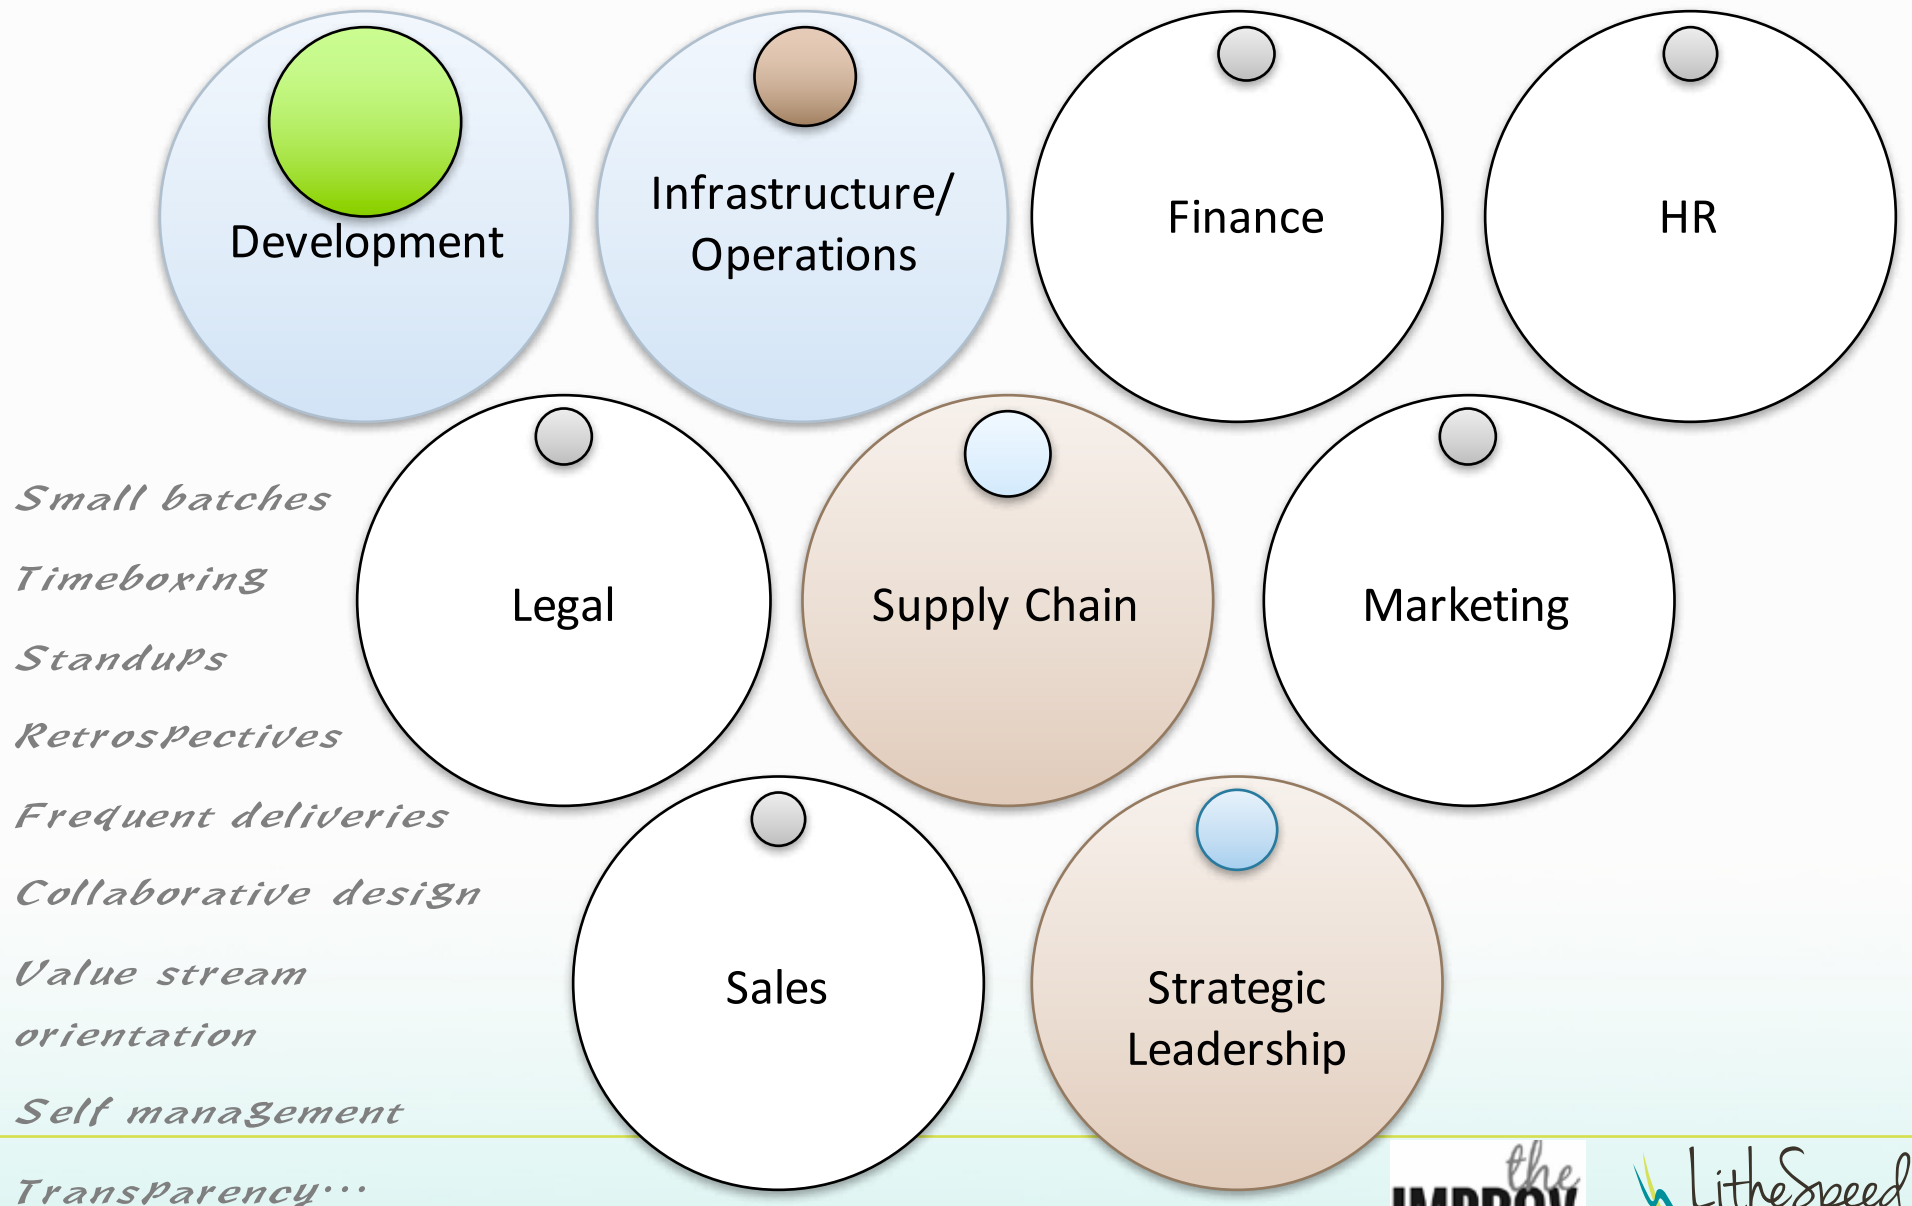 Development
Infrastructure/
Operations
Finance
HR
Legal
Supply Chain
Marketing
Sales
Strategic
Leadership
Small batches
Timeboxing
Standups
Retrospectives
Frequent deliveries
Collaborative design
Value stream
orientation
Self management
Transparency...
the
IMPROV
LitheSpeed